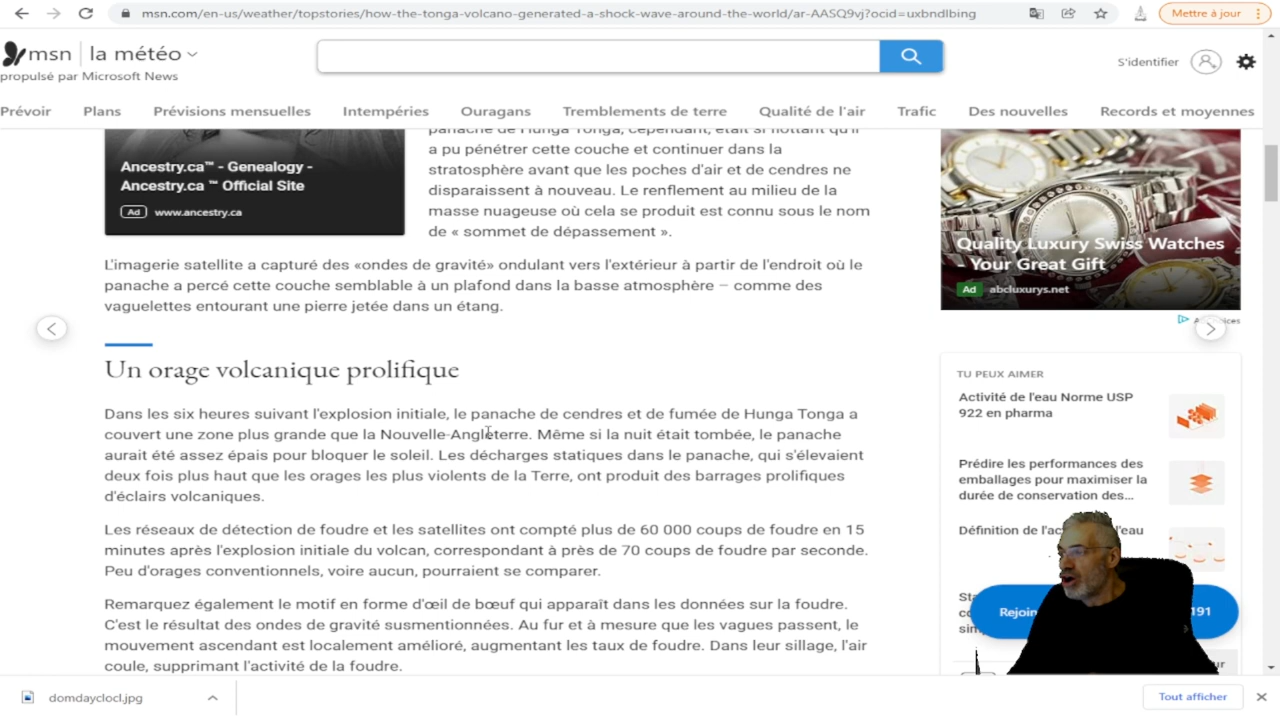 msn.com/en-us/weather/topstories/how-the-tonga-volcano-generated-a-shock-wave-around-the-world/ar-AASQ9vj?ocid=uxbndlbing
Mettre à jour
msn | la météo
propulsé par Microsoft News
S'identifier
Prévoir Plans Prévisions mensuelles Intempéries Ouragans Tremblements de terre Qualité de l'air Trafic Des nouvelles Records et moyennes
Ancestry.ca™ - Genealogy -
Ancestry.ca ™ Official Site
Ad www.ancestry.ca
panache de Hunga Tonga, cependant, était si flottant qu'il
a pu pénétrer cette couche et continuer dans la
stratosphère avant que les poches d'air et de cendres ne
disparaissent à nouveau. Le renflement au milieu de la
masse nuageuse où cela se produit est connu sous le nom
de « sommet de dépassement ».
L'imagerie satellite a capturé des «ondes de gravité» ondulant vers l'extérieur à partir de l'endroit où le
panache a percé cette couche semblable à un plafond dans la basse atmosphère – comme des
vaguelettes entourant une pierre jetée dans un étang.
Un orage volcanique prolifique
Dans les six heures suivant l'explosion initiale, le panache de cendres et de fumée de Hunga Tonga a
couvert une zone plus grande que la Nouvelle-Angleterre. Même si la nuit était tombée, le panache
aurait été assez épais pour bloquer le soleil. Les décharges statiques dans le panache, qui s'élevaient
deux fois plus haut que les orages les plus violents de la Terre, ont produit des barrages prolifiques
d'éclairs volcaniques.
Les réseaux de détection de foudre et les satellites ont compté plus de 60 000 coups de foudre en 15
minutes après l'explosion initiale du volcan, correspondant à près de 70 coups de foudre par seconde.
Peu d'orages conventionnels, voire aucun, pourraient se comparer.
Remarquez également le motif en forme d'œil de bœuf qui apparaît dans les données sur la foudre.
C'est le résultat des ondes de gravité susmentionnées. Au fur et à mesure que les vagues passent, le
mouvement ascendant est localement amélioré, augmentant les taux de foudre. Dans leur sillage, l'air
coule, supprimant l'activité de la foudre.
Quality Luxury Swiss Watches
- Your Great Gift
Ad abcluxurys.net
TU PEUX AIMER
Activité de l'eau Norme USP
922 en pharma
Prédire les performances des
emballages pour maximiser la
durée de conservation des...
Définition de l'eau
Rejoin 191
domdayclocl.jpg
Tout afficher